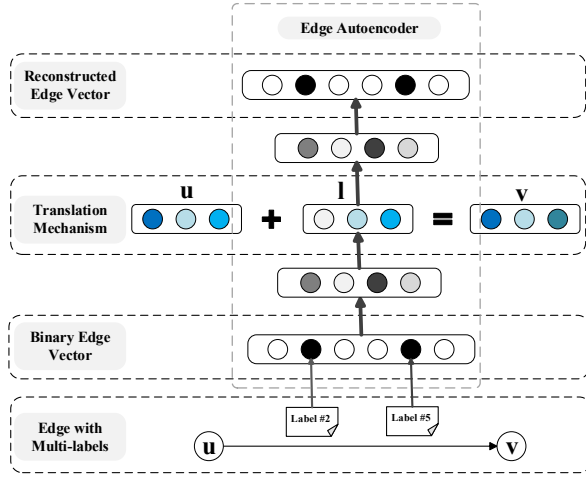 Edge Autoencoder
Reconstructed
Edge Vector
u
l
v
Translation
Mechanism
+
=
Binary Edge
Vector
Label #2
Label #5
Edge with
Multi-labels
u
v